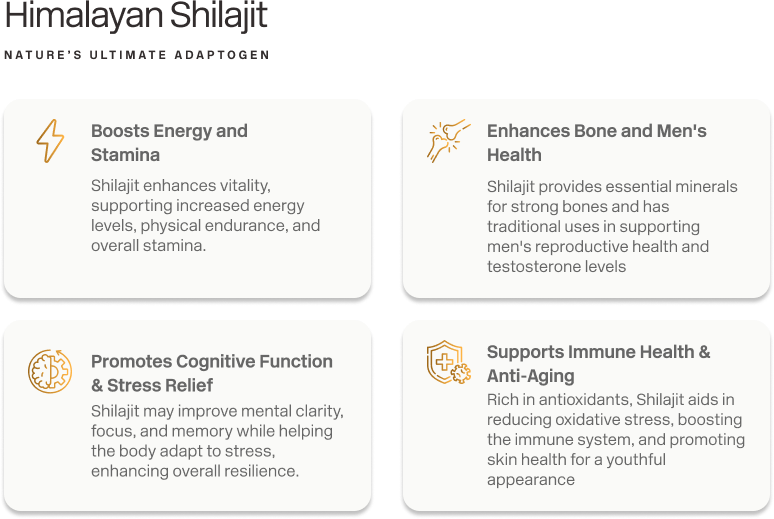 Himalayan Shilajit
NATURE'S ULTIMATE ADAPTOGEN
Boosts Energy and
Stamina
Shilajit enhances vitality,
supporting increased energy
levels, physical endurance, and
overall stamina.
Enhances Bone and Men's
Health
Shilajit provides essential minerals
for strong bones and has
traditional uses in supporting
men's reproductive health and
testosterone levels
Promotes Cognitive Function
& Stress Relief
Shilajit may improve mental clarity,
focus, and memory while helping
the body adapt to stress,
enhancing overall resilience.
Supports Immune Health &
Anti-Aging
Rich in antioxidants, Shilajit aids in
reducing oxidative stress, boosting
the immune system, and promoting
skin health for a youthful
appearance